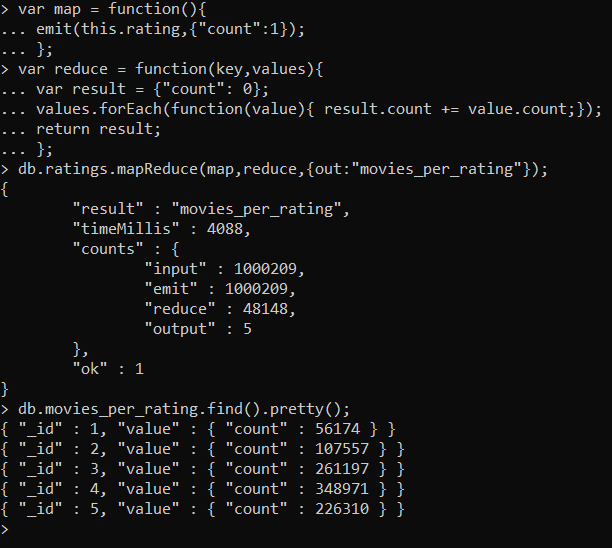 > var map = function(){
... emit(this.rating,{"count":1});
... };
> var reduce = function(key,values){
... var result = {"count": 0};
... values.forEach(function(value){ result.count += value.count;});
... return result;
... };
> db.ratings.mapReduce(map,reduce,{out:"movies_per_rating"});
{
        "result" : "movies_per_rating",
        "timeMillis" : 4088,
        "counts" : {
                "input" : 1000209,
                "emit" : 1000209,
                "reduce" : 48148,
                "output" : 5
        },
        "ok" : 1
}
> db.movies_per_rating.find().pretty();
{ "_id" : 1, "value" : { "count" : 56174 } }
{ "_id" : 2, "value" : { "count" : 107557 } }
{ "_id" : 3, "value" : { "count" : 261197 } }
{ "_id" : 4, "value" : { "count" : 348971 } }
{ "_id" : 5, "value" : { "count" : 226310 } }
>